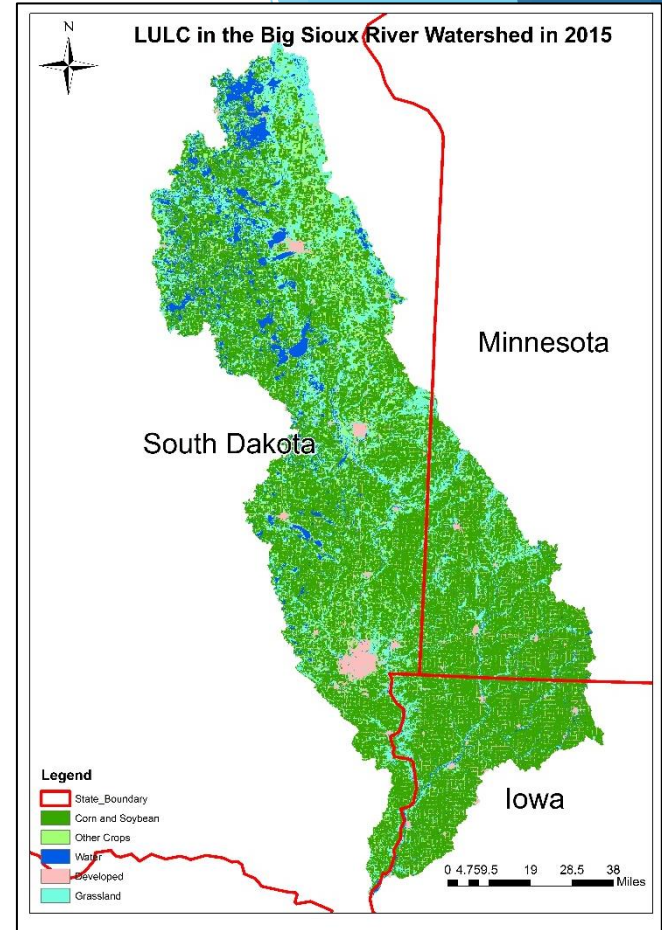 LULC in the Big Sioux River Watershed in 2015
N
Minnesota
South Dakota
Iowa
Legend
State_Boundary
Corn and Soybean
Other Crops
Water
Developed
Grassland
0 4.759.5 19 28.5 38
Miles